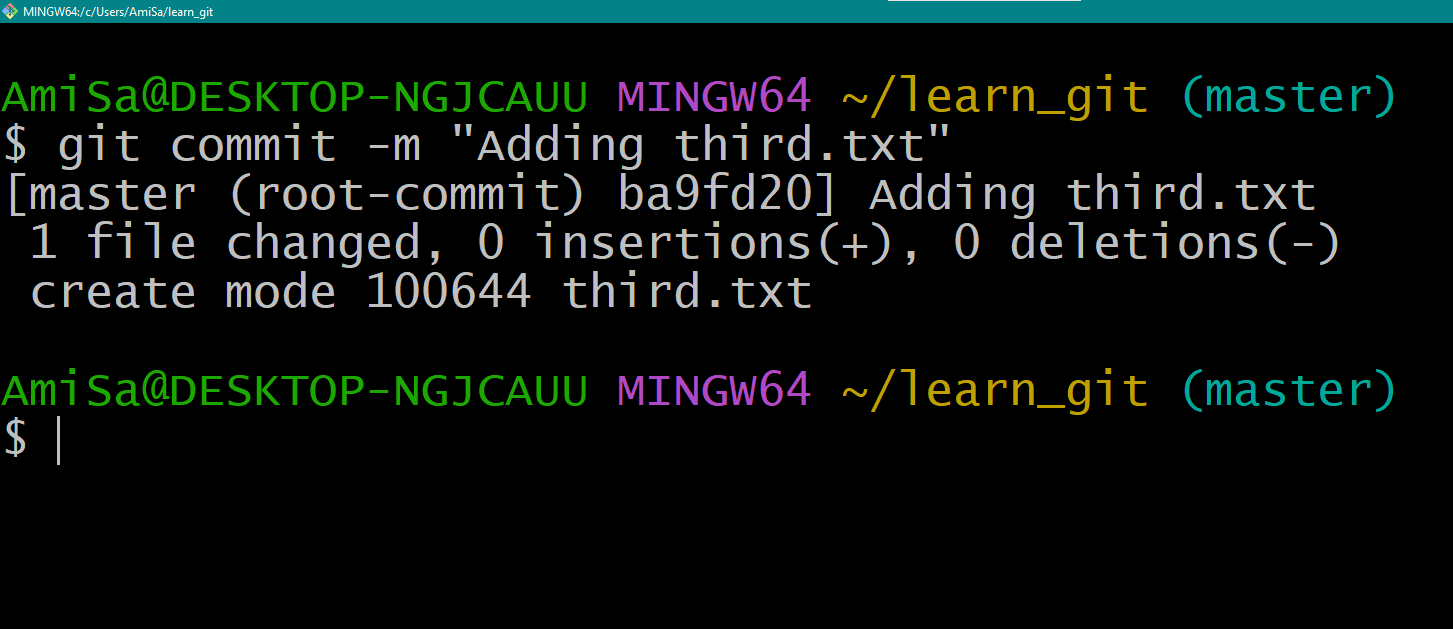 MINGW64:/c/Users/AmiSa/learn_git
AmiSa@DESKTOP-NGJCAUU MINGW64 ~/learn_git (master)
$ git commit -m "Adding third.txt"
[master (root-commit) ba9fd20] Adding third.txt
 1 file changed, 0 insertions(+), 0 deletions(-)
 create mode 100644 third.txt
AmiSa@DESKTOP-NGJCAUU MINGW64 ~/learn_git (master)
$